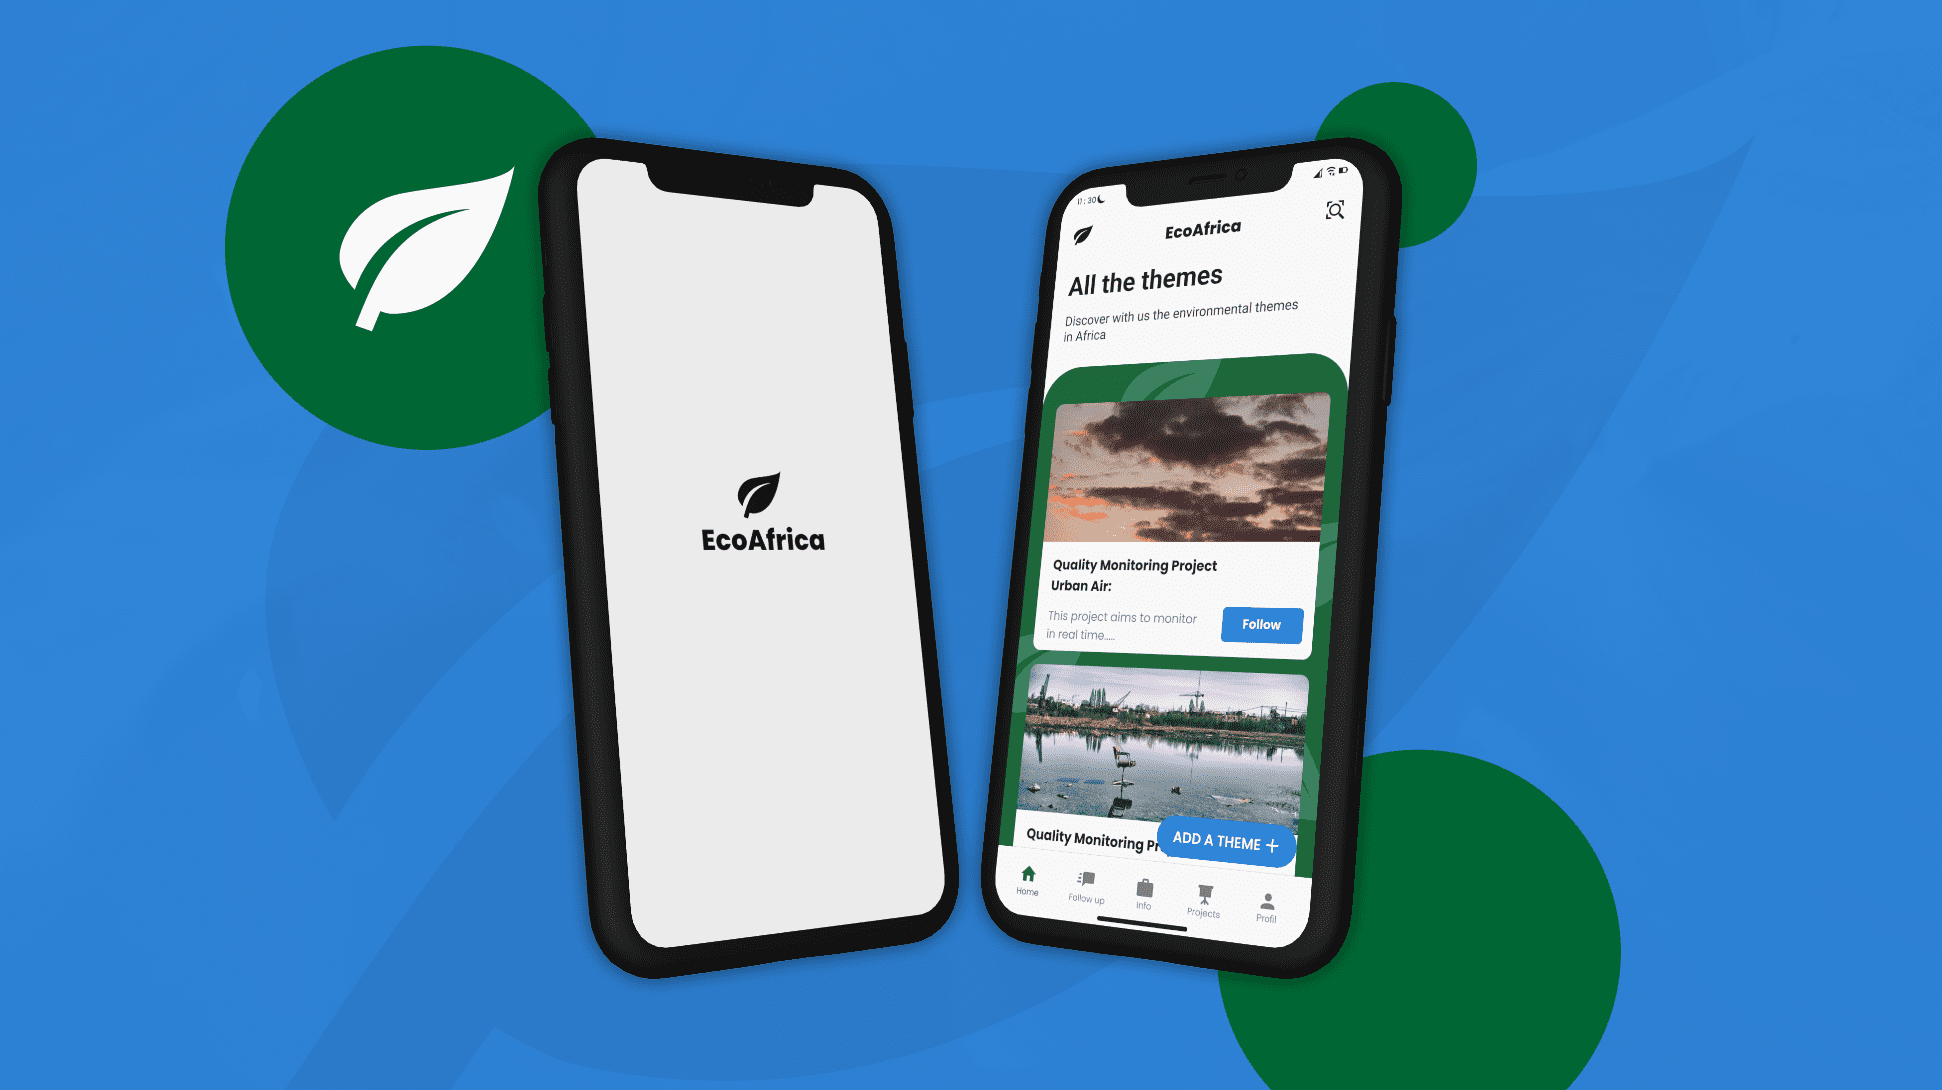 EcoAfrica
11:30
EcoAfrica
All the themes
Discover with us the environmental themes
in Africa
Quality Monitoring Project
Urban Air:
This project aims to monitor
in real time.....
Follow
Quality Monitoring Pr
ADD A THEME +
Home
Follow up
Info
Projects
Profil